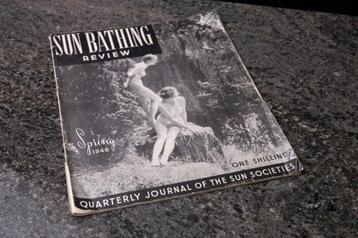 SUN BATHING
REVIEW
Spring
1948
ONE SHILLING
QUARTERLY JOURNAL OF THE SUN SOCIETIES